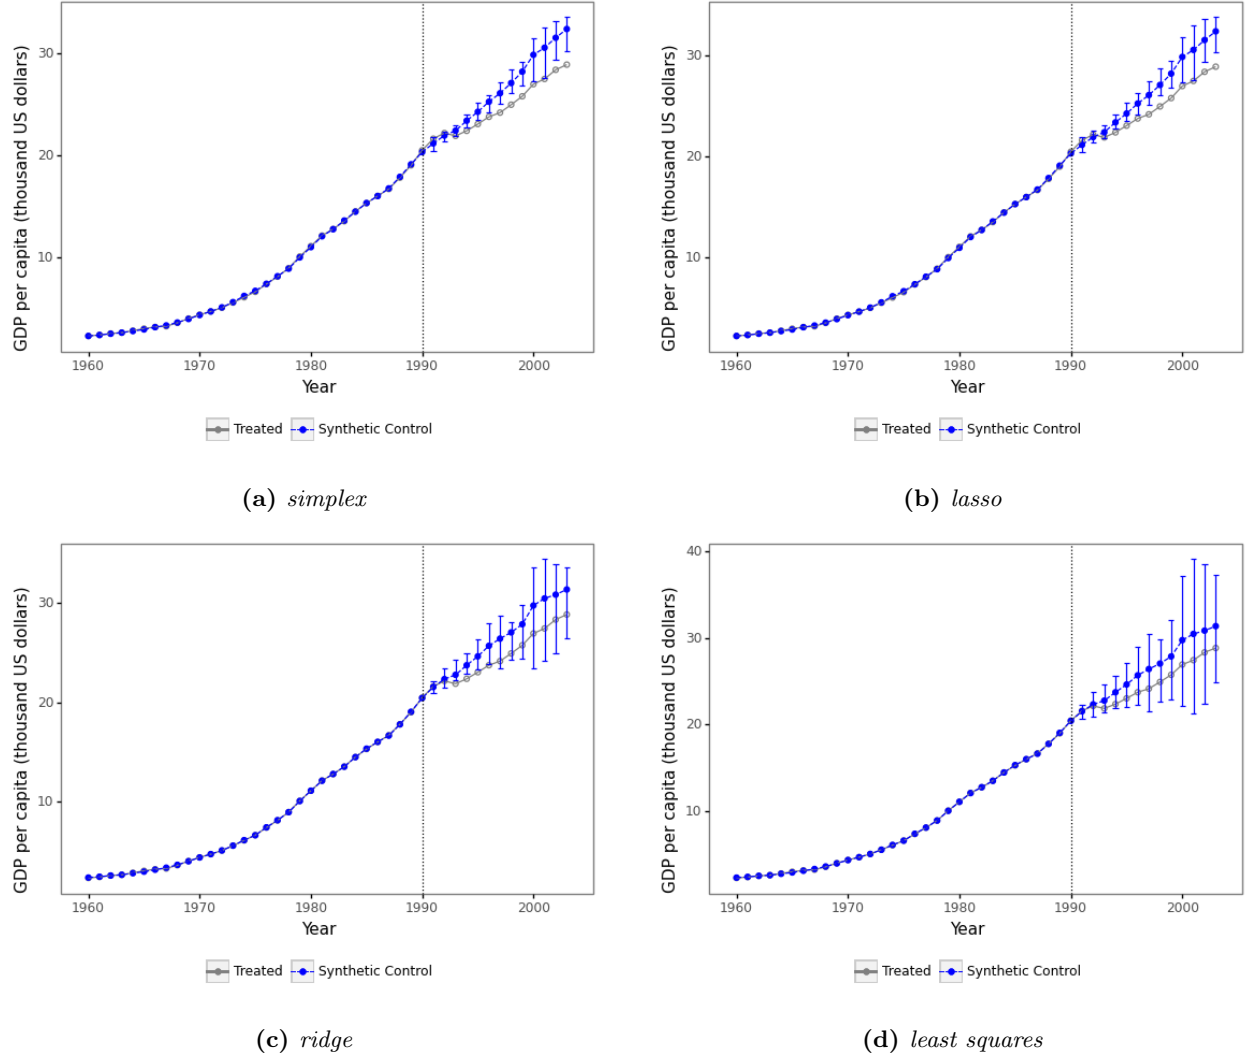 GDP per capita (thousand US dollars)
30
20
10
1960 1970 1980 1990 2000
Year
Treated Synthetic Control
(a) simplex
GDP per capita (thousand US dollars)
30
20
10
1960 1970 1980 1990 2000
Year
Treated Synthetic Control
(b) lasso
GDP per capita (thousand US dollars)
30
20
10
1960 1970 1980 1990 2000
Year
Treated Synthetic Control
(c) ridge
GDP per capita (thousand US dollars)
40
30
20
10
1960 1970 1980 1990 2000
Year
Treated Synthetic Control
(d) least squares